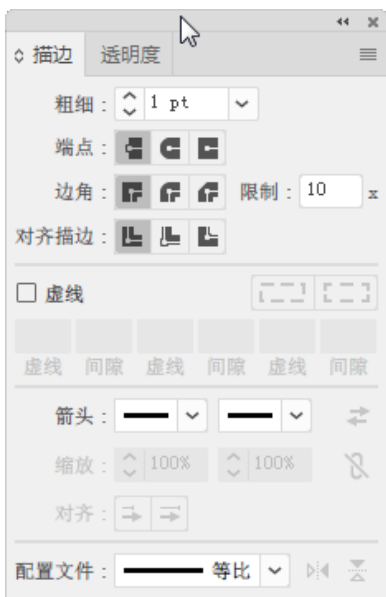 描边 透明度
粗细： 1 pt
端点：
边角： 限制： 10 x
对齐描边：
虚线
虚线 间隙 虚线 间隙 虚线 间隙
箭头：
缩放： 100% 100%
对齐：
配置文件： 等比